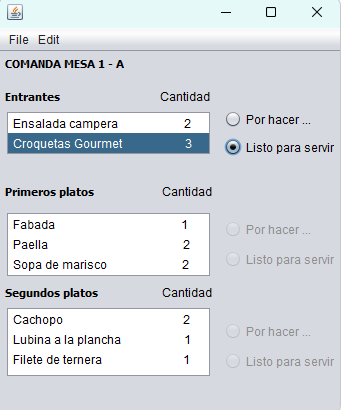 File Edit
COMANDA MESA 1 - A
Entrantes Cantidad
Ensalada campera 2
Croquetas Gourmet 3
Por hacer ...
Listo para servir
Primeros platos Cantidad
Fabada 1
Paella 2
Sopa de marisco 2
Por hacer ...
Listo para servir
Segundos platos Cantidad
Cachopo 2
Lubina a la plancha 1
Filete de ternera 1
Por hacer ...
Listo para servir